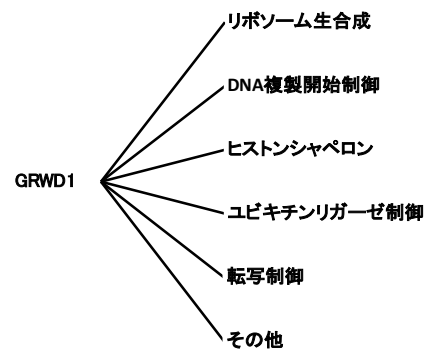 リボソーム生合成
DNA複製開始制御
ヒストンシャペロン
GRWD1
ユビキチンリガーゼ制御
転写制御
その他